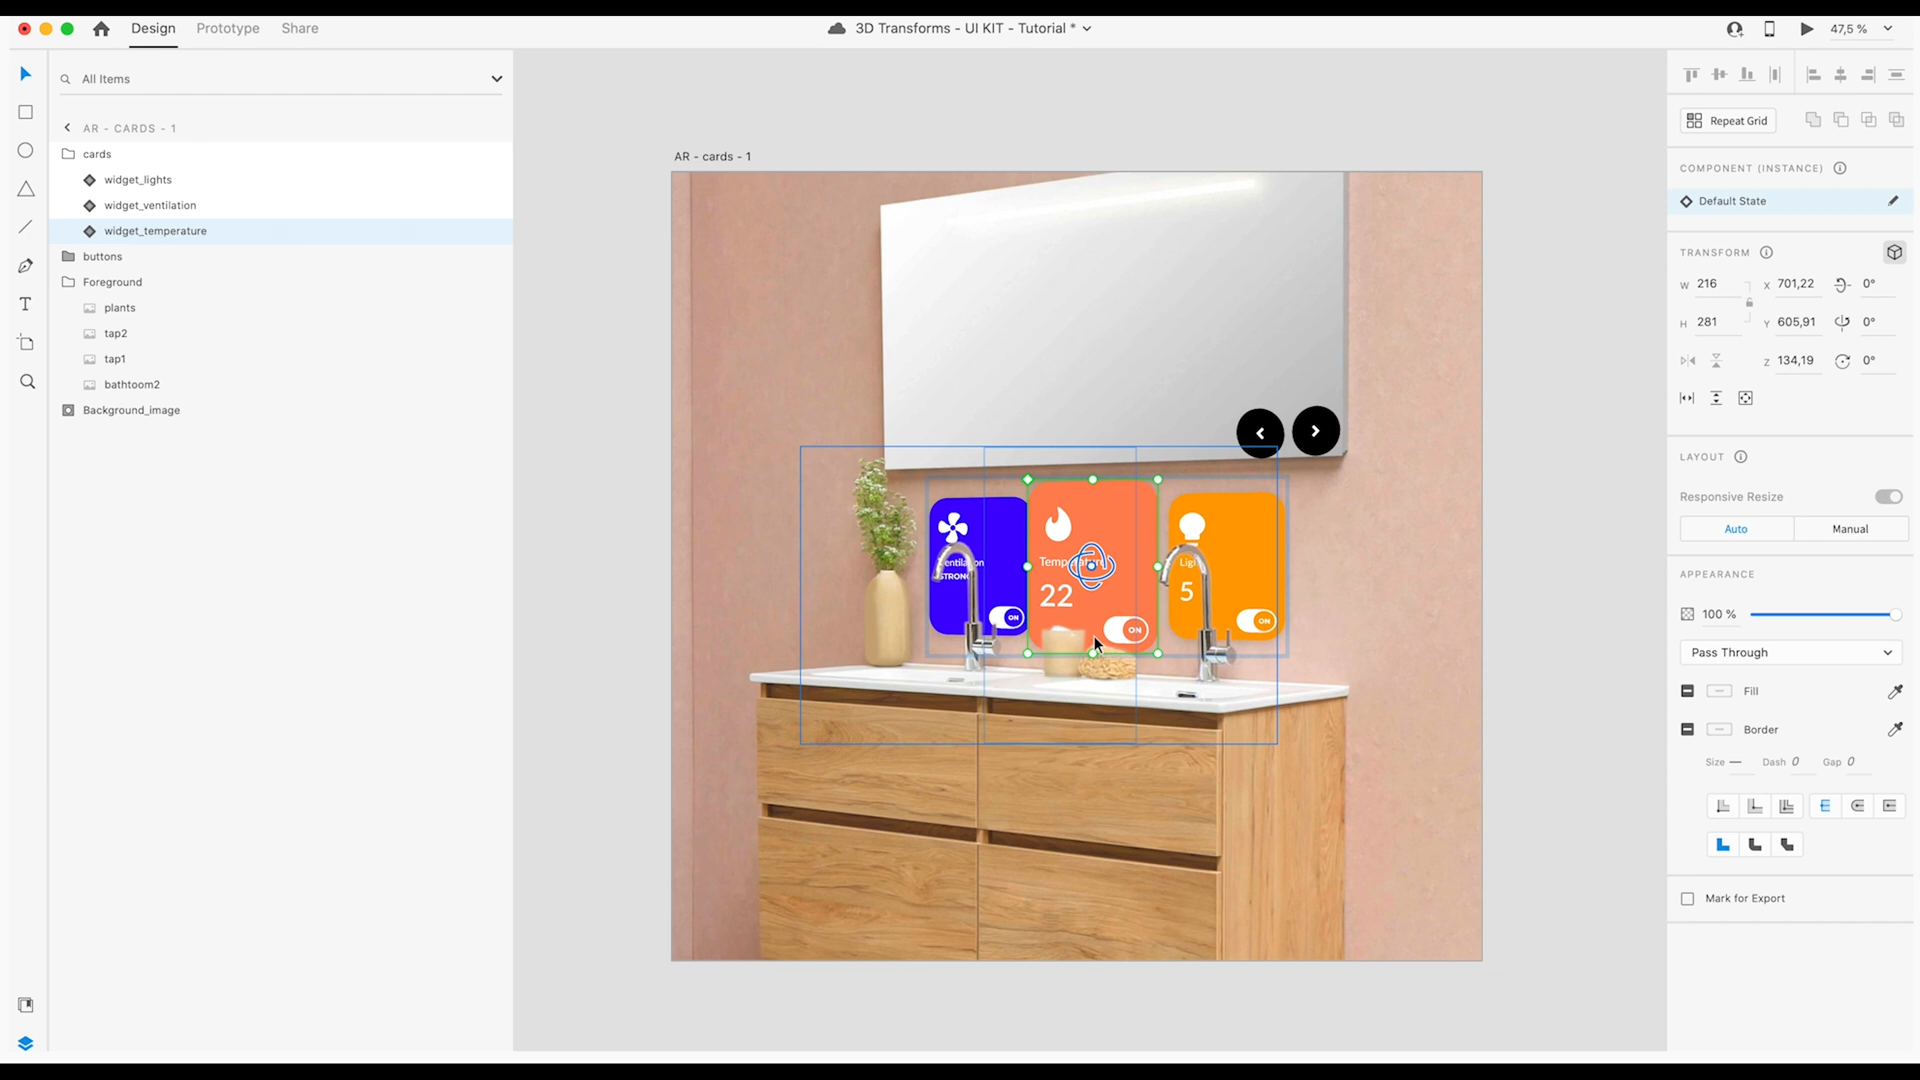 Design
Prototype
Share
3D Transforms - UI KIT - Tutorial *
47,5 %
All Items
AR - CARDS - 1
cards
widget_lights
widget_ventilation
widget_temperature
buttons
Foreground
plants
tap2
tap1
bathtoom2
Background_image
AR - cards - 1
ON
Temperature
22
ON
5
ON
Repeat Grid
COMPONENT (INSTANCE)
Default State
TRANSFORM
W 216 X 701,22 0°
H 281 Y 605,91 0°
Z 134,19 0°
LAYOUT
Responsive Resize
Auto Manual
APPEARANCE
100 %
Pass Through
Fill
Border
Size — Dash 0 Gap 0
Mark for Export